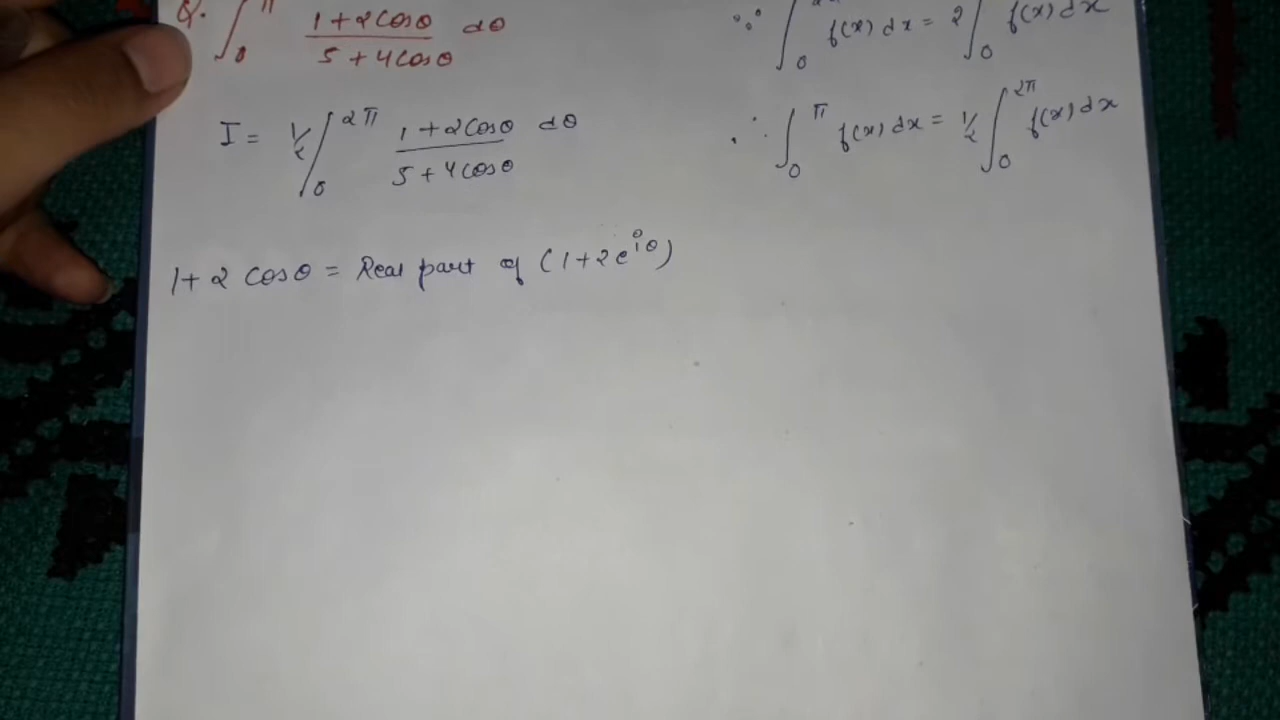 Q. ∫₀^π (1+2cosθ)/(5+4cosθ) dθ
∵ ∫₀ f(x) dx = 2 ∫₀ f(x) dx
I = 1/2 ∫₀^2π (1+2cosθ)/(5+4cosθ) dθ
∴ ∫₀^π f(x) dx = 1/2 ∫₀^2π f(x) dx
1+2 cosθ = Real part of (1+2e^iθ)